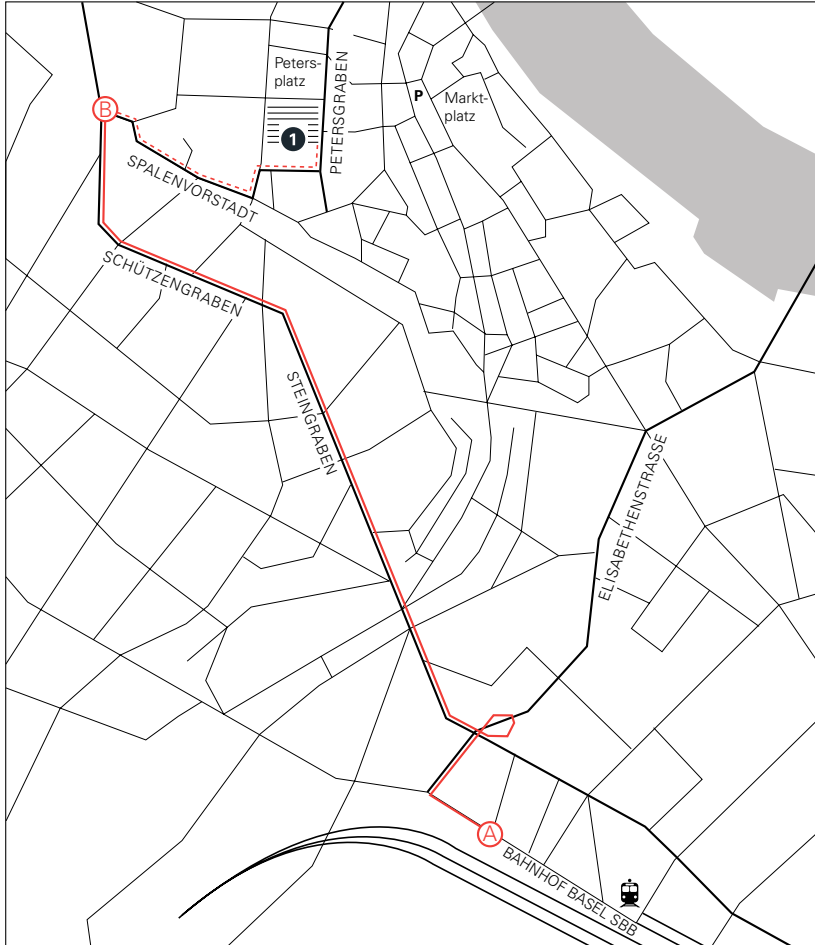 Peters-
platz
PETERSGRABEN
P
Markt-
platz
B
1
SPALENVORSTADT
SCHÜTZENGRABEN
STEINGRABEN
ELISABETHENSTRASSE
A
BAHNHOF BASEL SBB